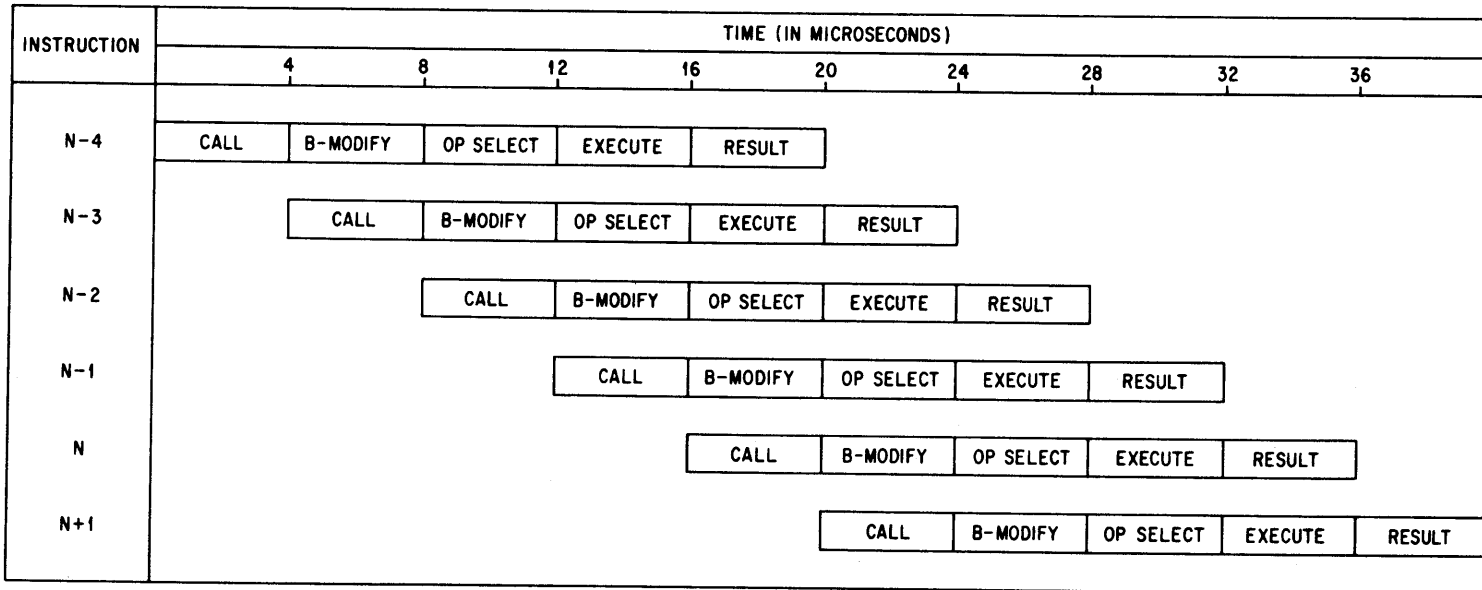 INSTRUCTION
TIME (IN MICROSECONDS)
4 8 12 16 20 24 28 32 36
N-4 CALL B-MODIFY OP SELECT EXECUTE RESULT
N-3 CALL B-MODIFY OP SELECT EXECUTE RESULT
N-2 CALL B-MODIFY OP SELECT EXECUTE RESULT
N-1 CALL B-MODIFY OP SELECT EXECUTE RESULT
N CALL B-MODIFY OP SELECT EXECUTE RESULT
N+1 CALL B-MODIFY OP SELECT EXECUTE RESULT